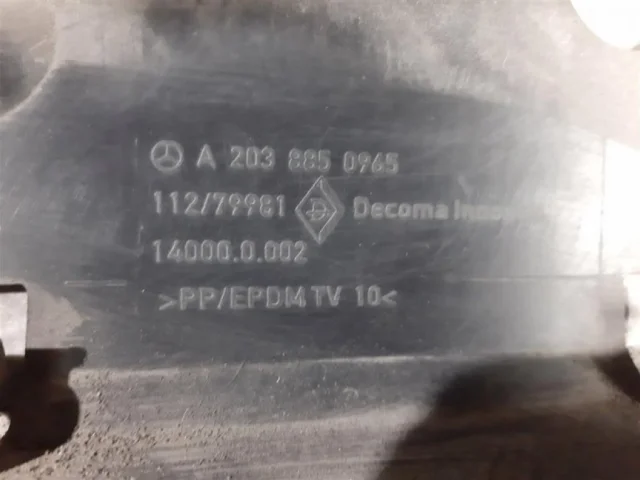 A 203 885 0965
112/79981 D Decoma
14000.0.002
>PP/EPDM TV 10<